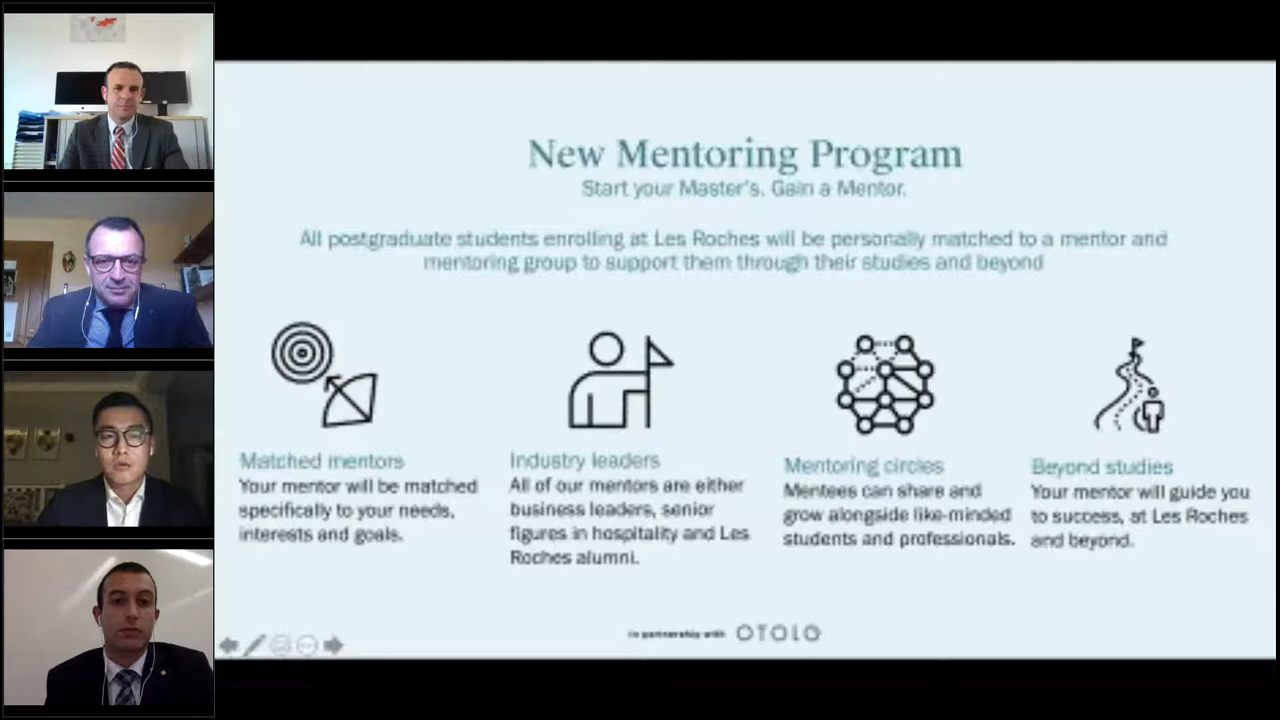 New Mentoring Program
Start your Master's. Gain a Mentor.
All postgraduate students enrolling at Les Roches will be personally matched to a mentor and
mentoring group to support them through their studies and beyond
Matched mentors
Your mentor will be matched
specifically to your needs,
interests and goals.
Industry leaders
All of our mentors are either
business leaders, senior
figures in hospitality and Les
Roches alumni.
Mentoring circles
Mentees can share and
grow alongside like-minded
students and professionals.
Beyond studies
Your mentor will guide you
to success, at Les Roches
and beyond.
In partnership with OTOLO